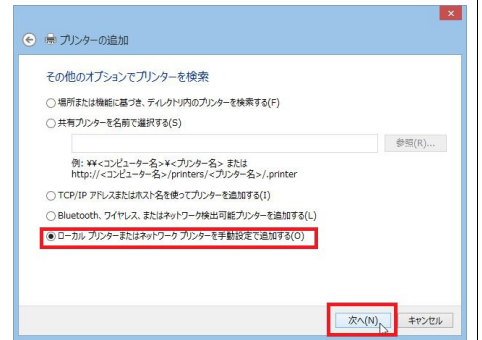 プリンターの追加
その他のオプションでプリンターを検索
場所または機能に基づき、ディレクトリ内のプリンターを検索する(F)
共有プリンターを名前で選択する(S)
参照(R)...
例: ¥¥<コンピューター名>¥<プリンター名> または
http://<コンピューター名>/printers/<プリンター名>/.printer
TCP/IP アドレスまたはホスト名を使ってプリンターを追加する(I)
Bluetooth、ワイヤレス、またはネットワーク検出可能プリンターを追加する(L)
ローカル プリンターまたはネットワーク プリンターを手動設定で追加する(O)
次へ(N) キャンセル